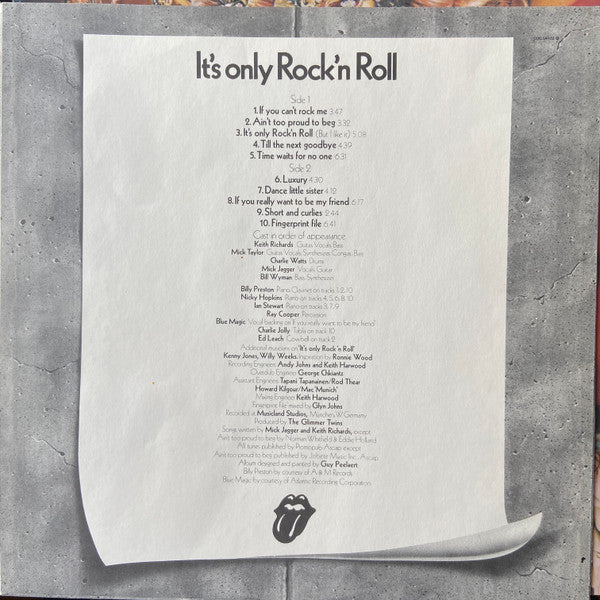 It's only Rock'n Roll
Side 1
1. If you can't rock me 3.47
2. Ain't too proud to beg 3.32
3. It's only Rock'n Roll (But I like it) 5.08
4. Till the next goodbye 4.39
5. Time waits for no one 6.31
Side 2
6. Luxury 4.30
7. Dance little sister 4.12
8. If you really want to be my friend 6.17
9. Short and curlies 2.44
10. Fingerprint file 6.41
Cast in order of appearance
Keith Richards Guitar Vocals Bass
Mick Taylor Guitar Vocals Synthesizer Congas Bass
Charlie Watts Drums
Mick Jagger Vocals Guitar
Bill Wyman Bass Synthesizer
Billy Preston Piano Clavinet on tracks 3,2,10
Nicky Hopkins Piano on tracks 4, 5, 6, 8, 10
Ian Stewart Piano on tracks 3, 7, 9
Ray Cooper Percussion
Blue Magic Vocal backing on If you really want to be my friend
Charlie Jolly Tabla on track 10
Ed Leach Cowbell on track 2
Additional musicians on 'It's only Rock'n Roll'
Kenny Jones, Willy Weeks, Inspiration by Ronnie Wood
Recording Engineers Andy Johns and Keith Harwood
Overdub Engineer George Chkiantz
Assistant Engineers Tapani Tapanainen/Rod Thear
Howard Kilgour/Mac 'Munich'
Mixing Engineer Keith Harwood
Fingerprint file mixed by Glyn Johns
Recorded at Musicland Studios, München W.Germany
Produced by The Glimmer Twins
Songs written by Mick Jagger and Keith Richards, except
Ain't too proud to beg by Norman Whitfield & Eddie Holland
All tunes published by Promopub-Ascap except
Ain't too proud to beg published by Jobete Music Inc., Ascap
Album designed and painted by Guy Peelaert
Billy Preston by courtesy of A & M Records
Blue Magic by courtesy of Atlantic Recording Corporation